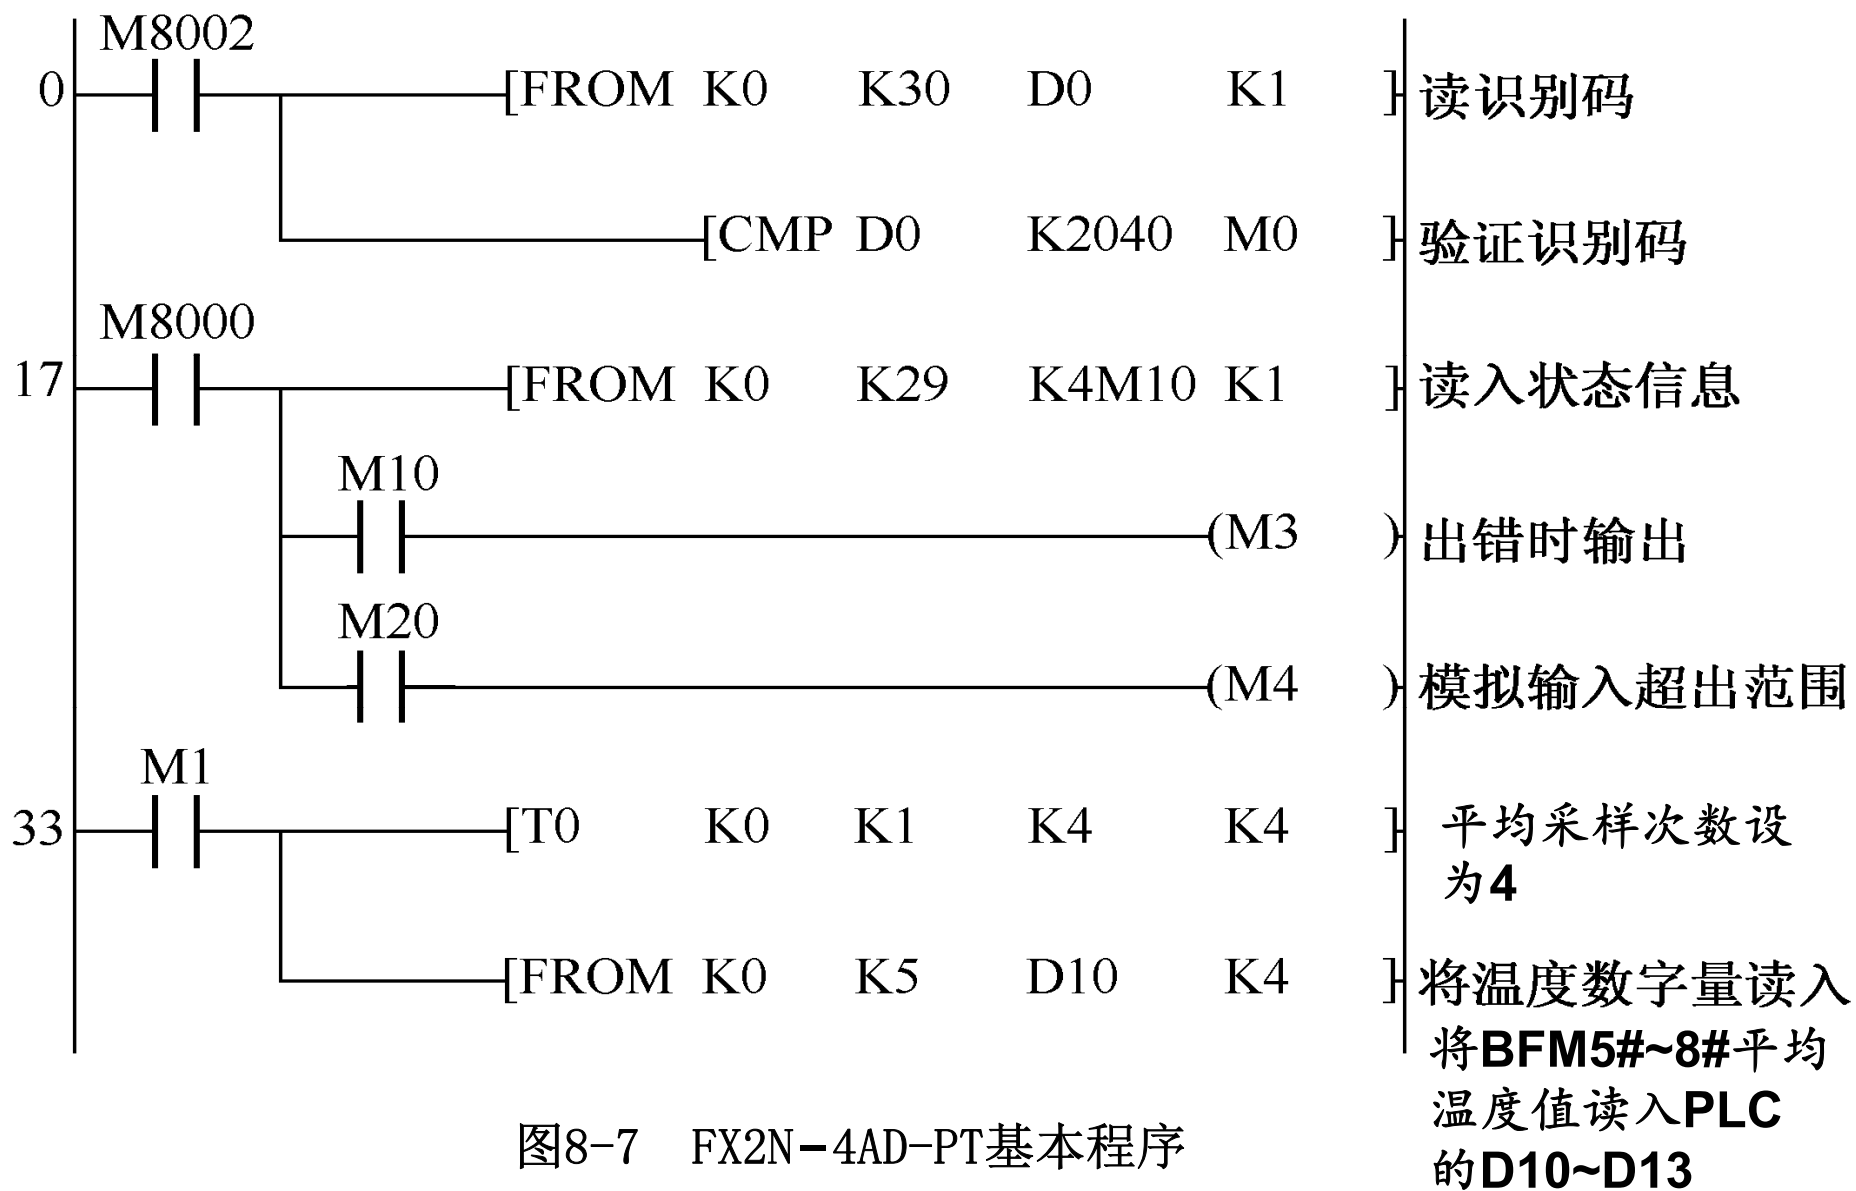 M8002
0 [FROM K0 K30 D0 K1 ] 读识别码
[CMP D0 K2040 M0 ] 验证识别码
M8000
17 [FROM K0 K29 K4M10 K1 ] 读入状态信息
M10
(M3 ) 出错时输出
M20
(M4 ) 模拟输入超出范围
M1
33 [T0 K0 K1 K4 K4 ] 平均采样次数设
为4
[FROM K0 K5 D10 K4 ] 将温度数字量读入
将BFM5#~8#平均
温度值读入PLC
的D10~D13
图8-7 FX2N-4AD-PT基本程序